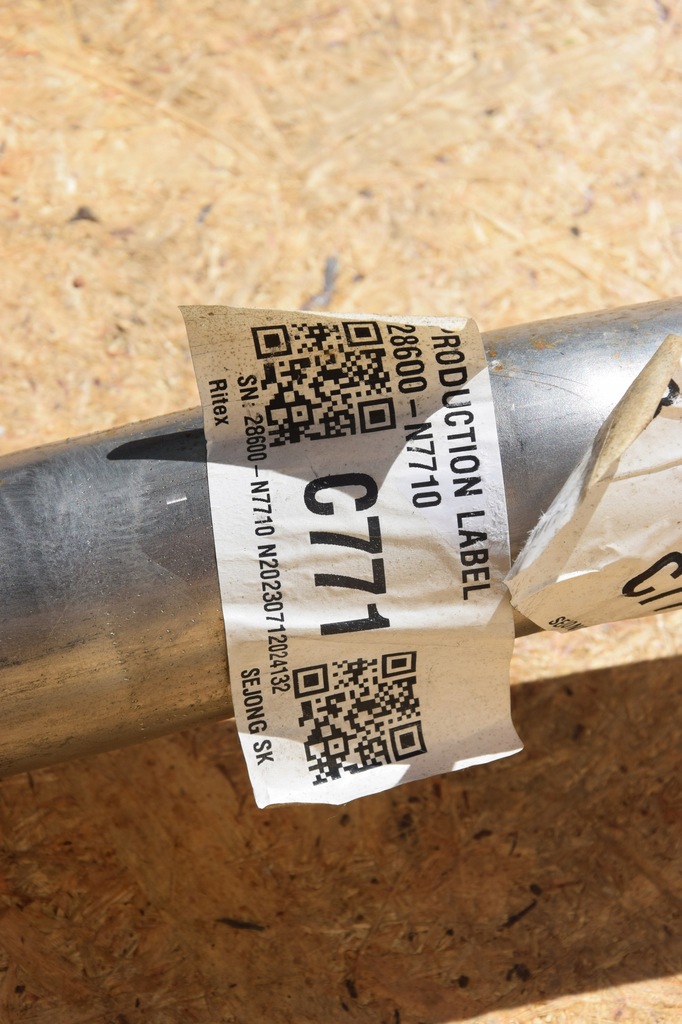 PRODUCTION LABEL
28600-N7710
C771
SN : 28600-N7710 N20230712024132
Ritex
SEJONG SK